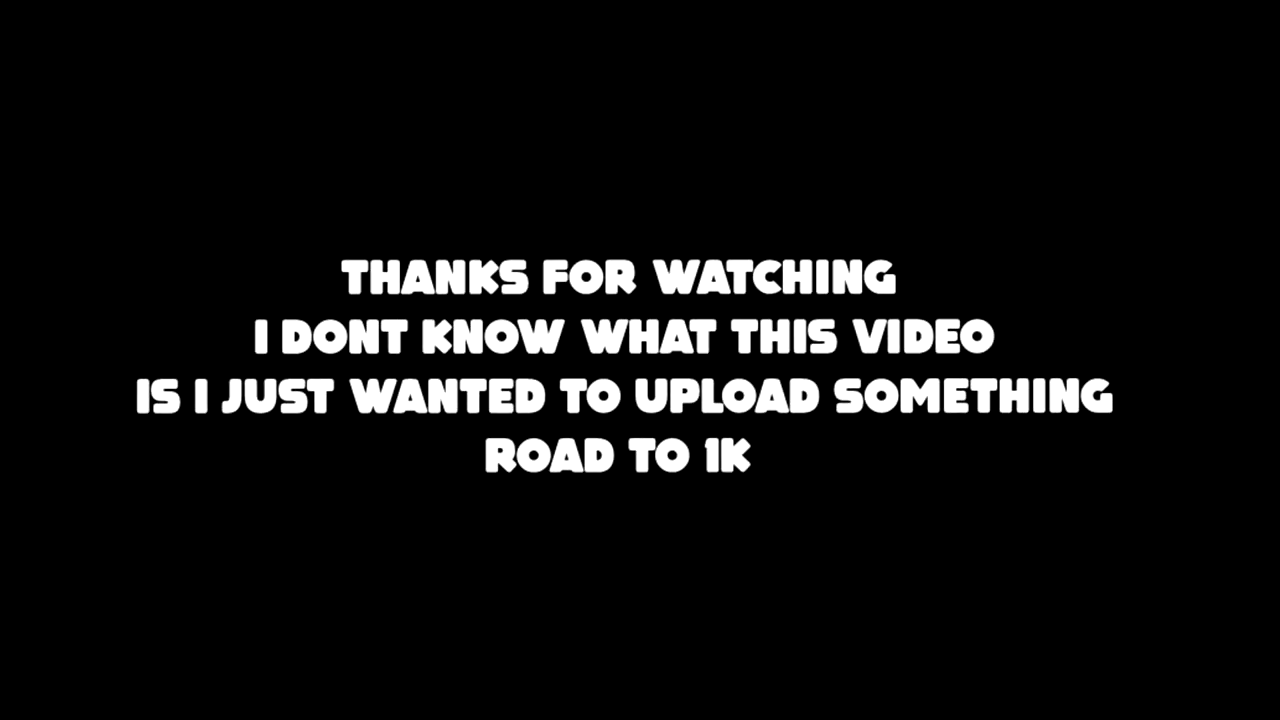 THANKS FOR WATCHING
I DONT KNOW WHAT THIS VIDEO
IS I JUST WANTED TO UPLOAD SOMETHING
ROAD TO 1K